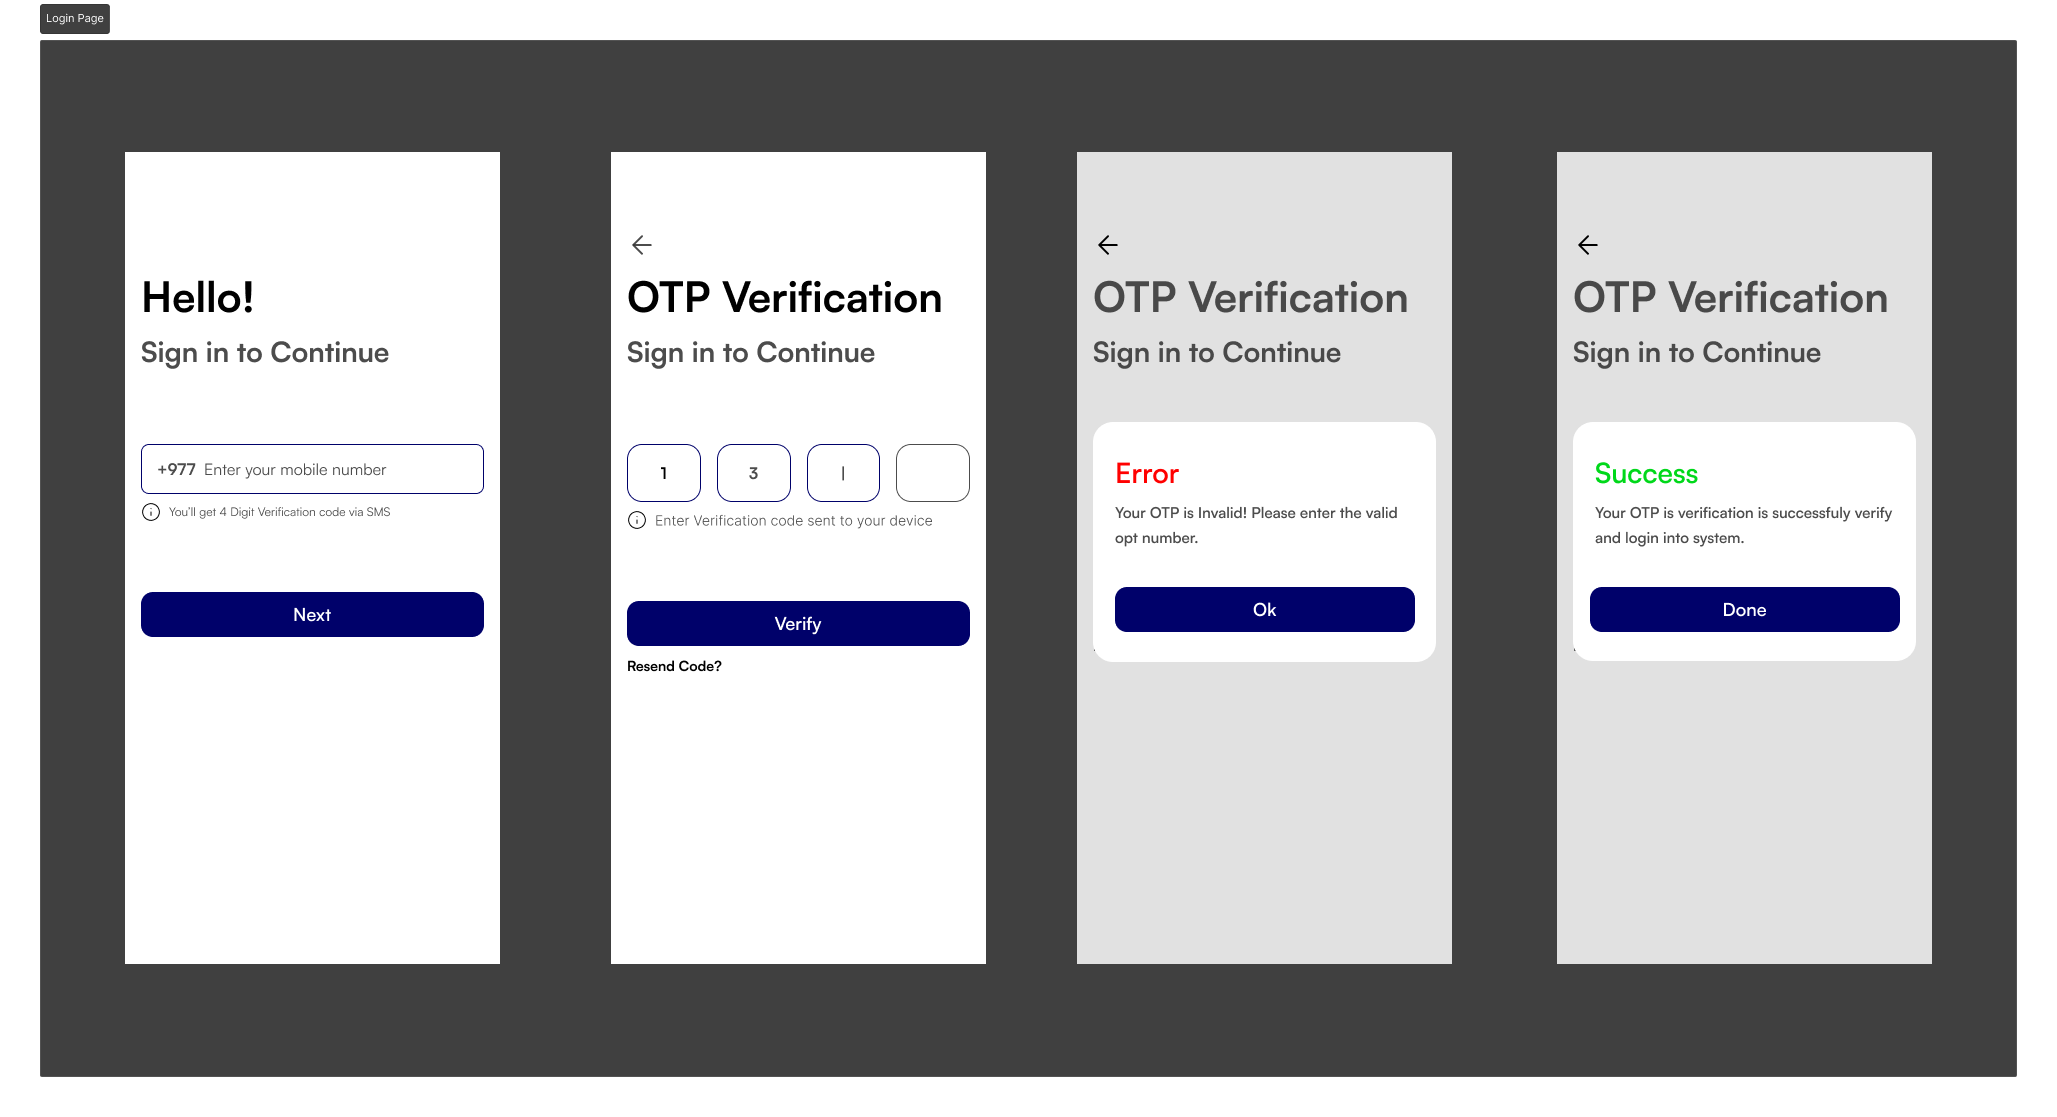 Login Page
Hello!
Sign in to Continue
+977 Enter your mobile number
You'll get 4 Digit Verification code via SMS
Next
OTP Verification
Sign in to Continue
1 3 |
Enter Verification code sent to your device
Verify
Resend Code?
OTP Verification
Sign in to Continue
Error
Your OTP is Invalid! Please enter the valid
opt number.
Ok
OTP Verification
Sign in to Continue
Success
Your OTP is verification is successfuly verify
and login into system.
Done